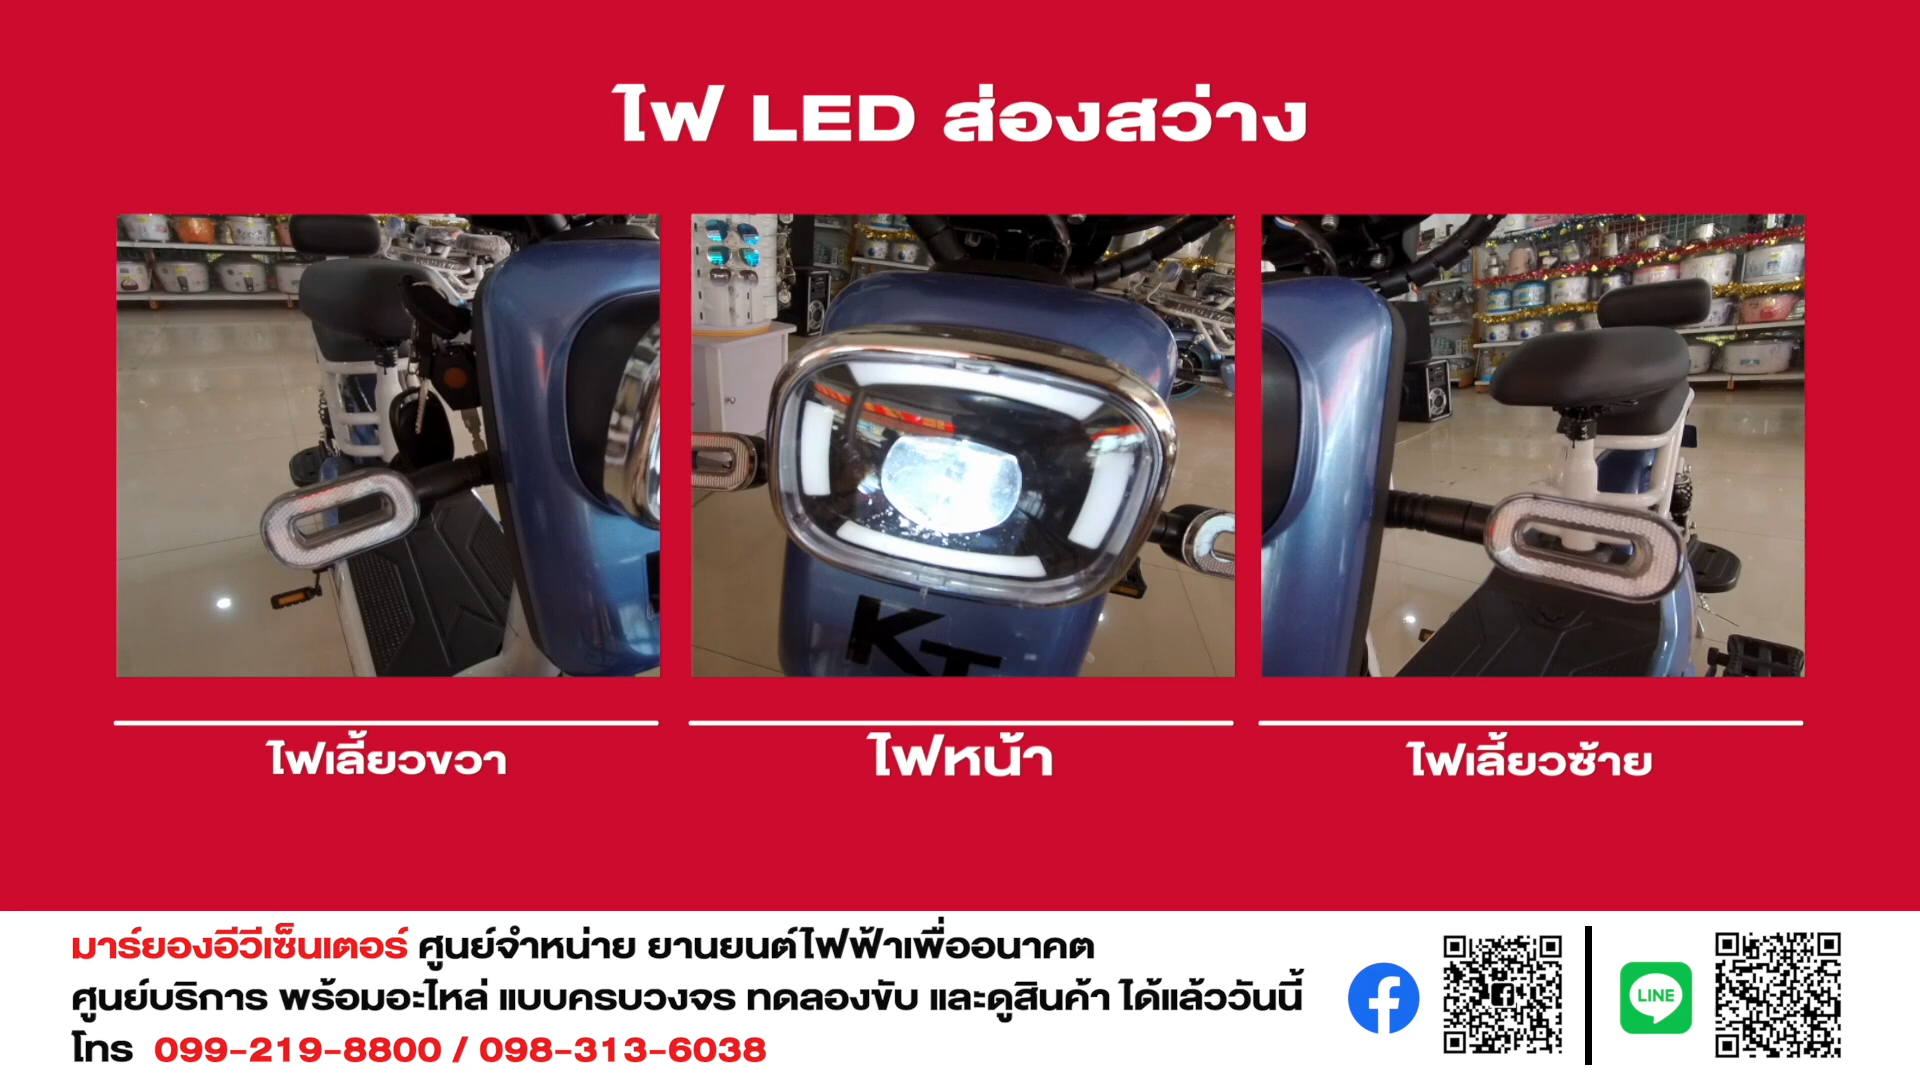 ไฟ LED ส่องสว่าง
KT
ไฟเลี้ยวขวา
ไฟหน้า
ไฟเลี้ยวซ้าย
มาร์ยองอีวีเซ็นเตอร์ ศูนย์จำหน่าย ยานยนต์ไฟฟ้าเพื่ออนาคต
ศูนย์บริการ พร้อมอะไหล่ แบบครบวงจร ทดลองขับ และดูสินค้า ได้แล้ววันนี้
โทร 099-219-8800 / 098-313-6038
LINE